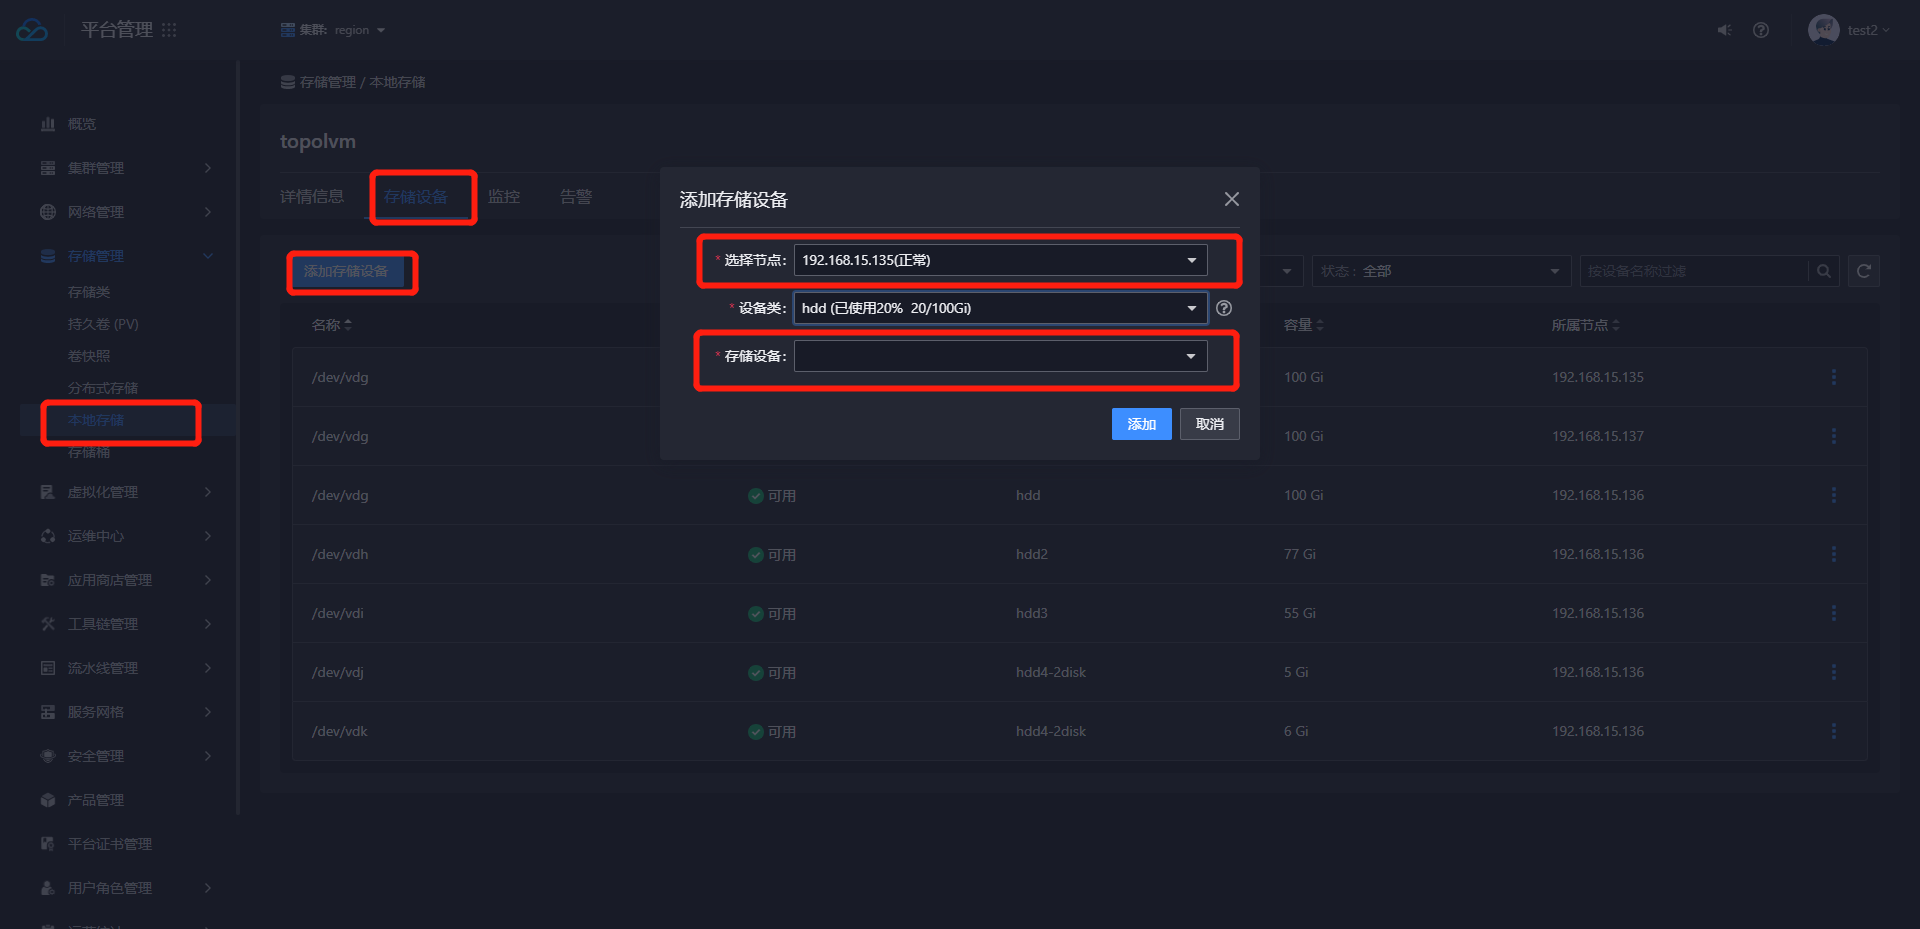 平台管理
集群: region
test2
存储管理 / 本地存储
概览
集群管理
网络管理
存储管理
存储类
持久卷 (PV)
卷快照
分布式存储
本地存储
存储桶
虚拟化管理
运维中心
应用商店管理
工具链管理
流水线管理
服务网格
安全管理
产品管理
平台证书管理
用户角色管理
topolvm
详情信息 存储设备 监控 告警
添加存储设备
状态: 全部
按设备名称过滤
名称 容量 所属节点
/dev/vdg 100 Gi 192.168.15.135
/dev/vdg 100 Gi 192.168.15.137
/dev/vdg 可用 hdd 100 Gi 192.168.15.136
/dev/vdh 可用 hdd2 77 Gi 192.168.15.136
/dev/vdi 可用 hdd3 55 Gi 192.168.15.136
/dev/vdj 可用 hdd4-2disk 5 Gi 192.168.15.136
/dev/vdk 可用 hdd4-2disk 6 Gi 192.168.15.136
添加存储设备
* 选择节点: 192.168.15.135(正常)
* 设备类: hdd (已使用20% 20/100Gi)
* 存储设备:
添加 取消